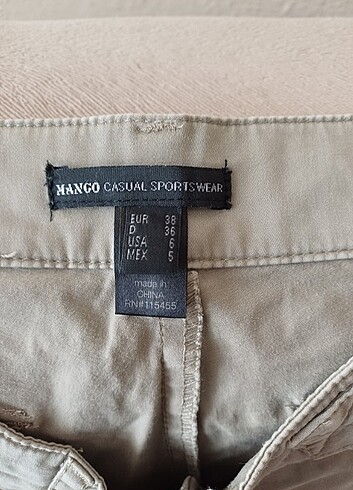 MANGO CASUAL SPORTSWEAR
EUR 38
D 36
USA 6
MEX 5
made in
CHINA
RN#115455